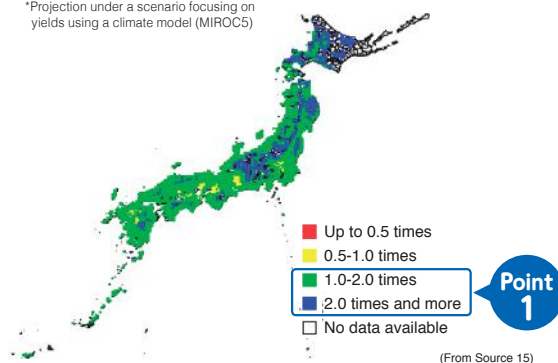 *Projection under a scenario focusing on
yields using a climate model (MIROC5)
Up to 0.5 times
0.5-1.0 times
1.0-2.0 times
2.0 times and more
No data available
Point
1
(From Source 15)